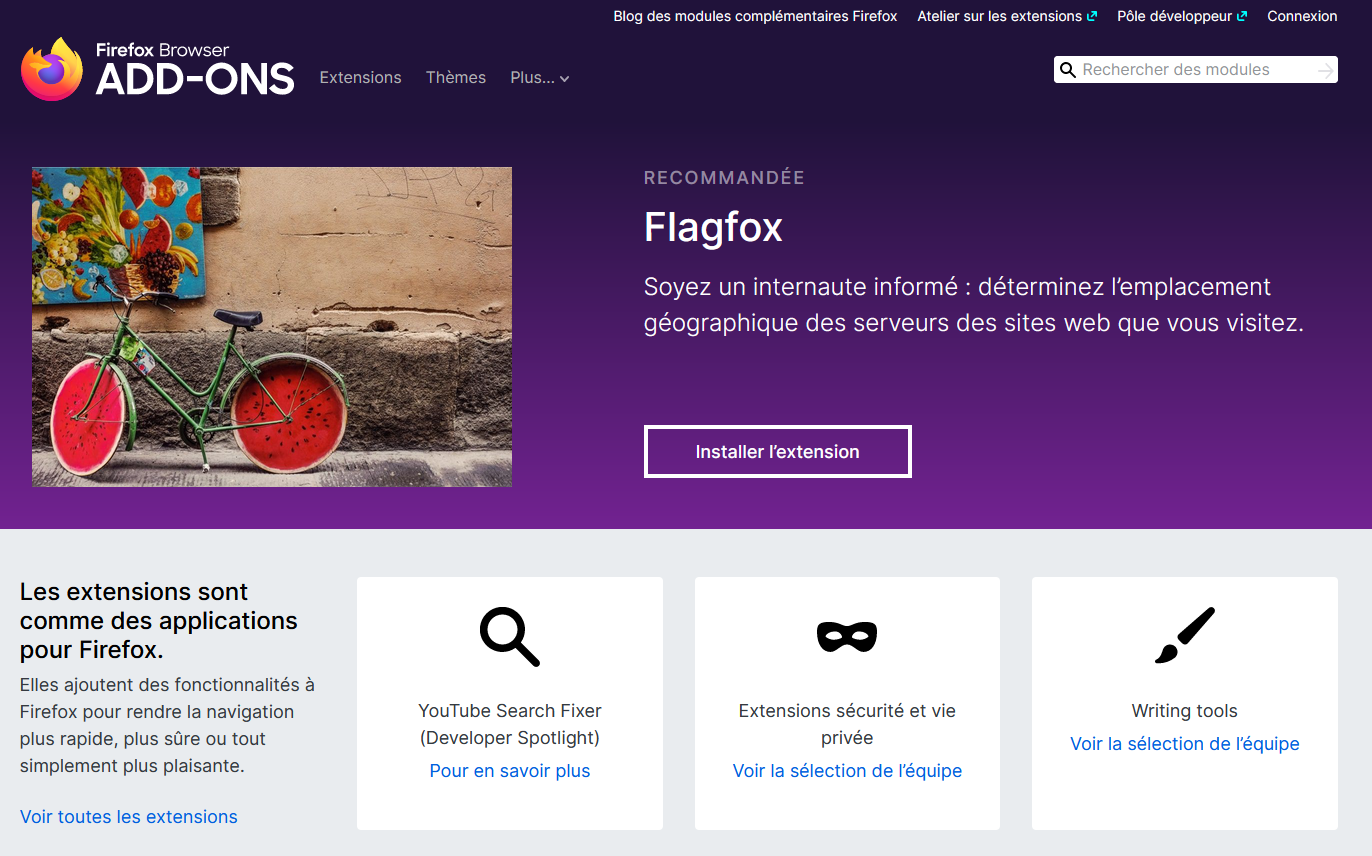 Blog des modules complémentaires Firefox Atelier sur les extensions Pôle développeur Connexion
Firefox Browser
ADD-ONS
Extensions Thèmes Plus... Rechercher des modules
RECOMMANDÉE
Flagfox
Soyez un internaute informé : déterminez l’emplacement
géographique des serveurs des sites web que vous visitez.
Installer l’extension
Les extensions sont
comme des applications
pour Firefox.
Elles ajoutent des fonctionnalités à
Firefox pour rendre la navigation
plus rapide, plus sûre ou tout
simplement plus plaisante.
Voir toutes les extensions
YouTube Search Fixer
(Developer Spotlight)
Pour en savoir plus
Extensions sécurité et vie
privée
Voir la sélection de l’équipe
Writing tools
Voir la sélection de l’équipe